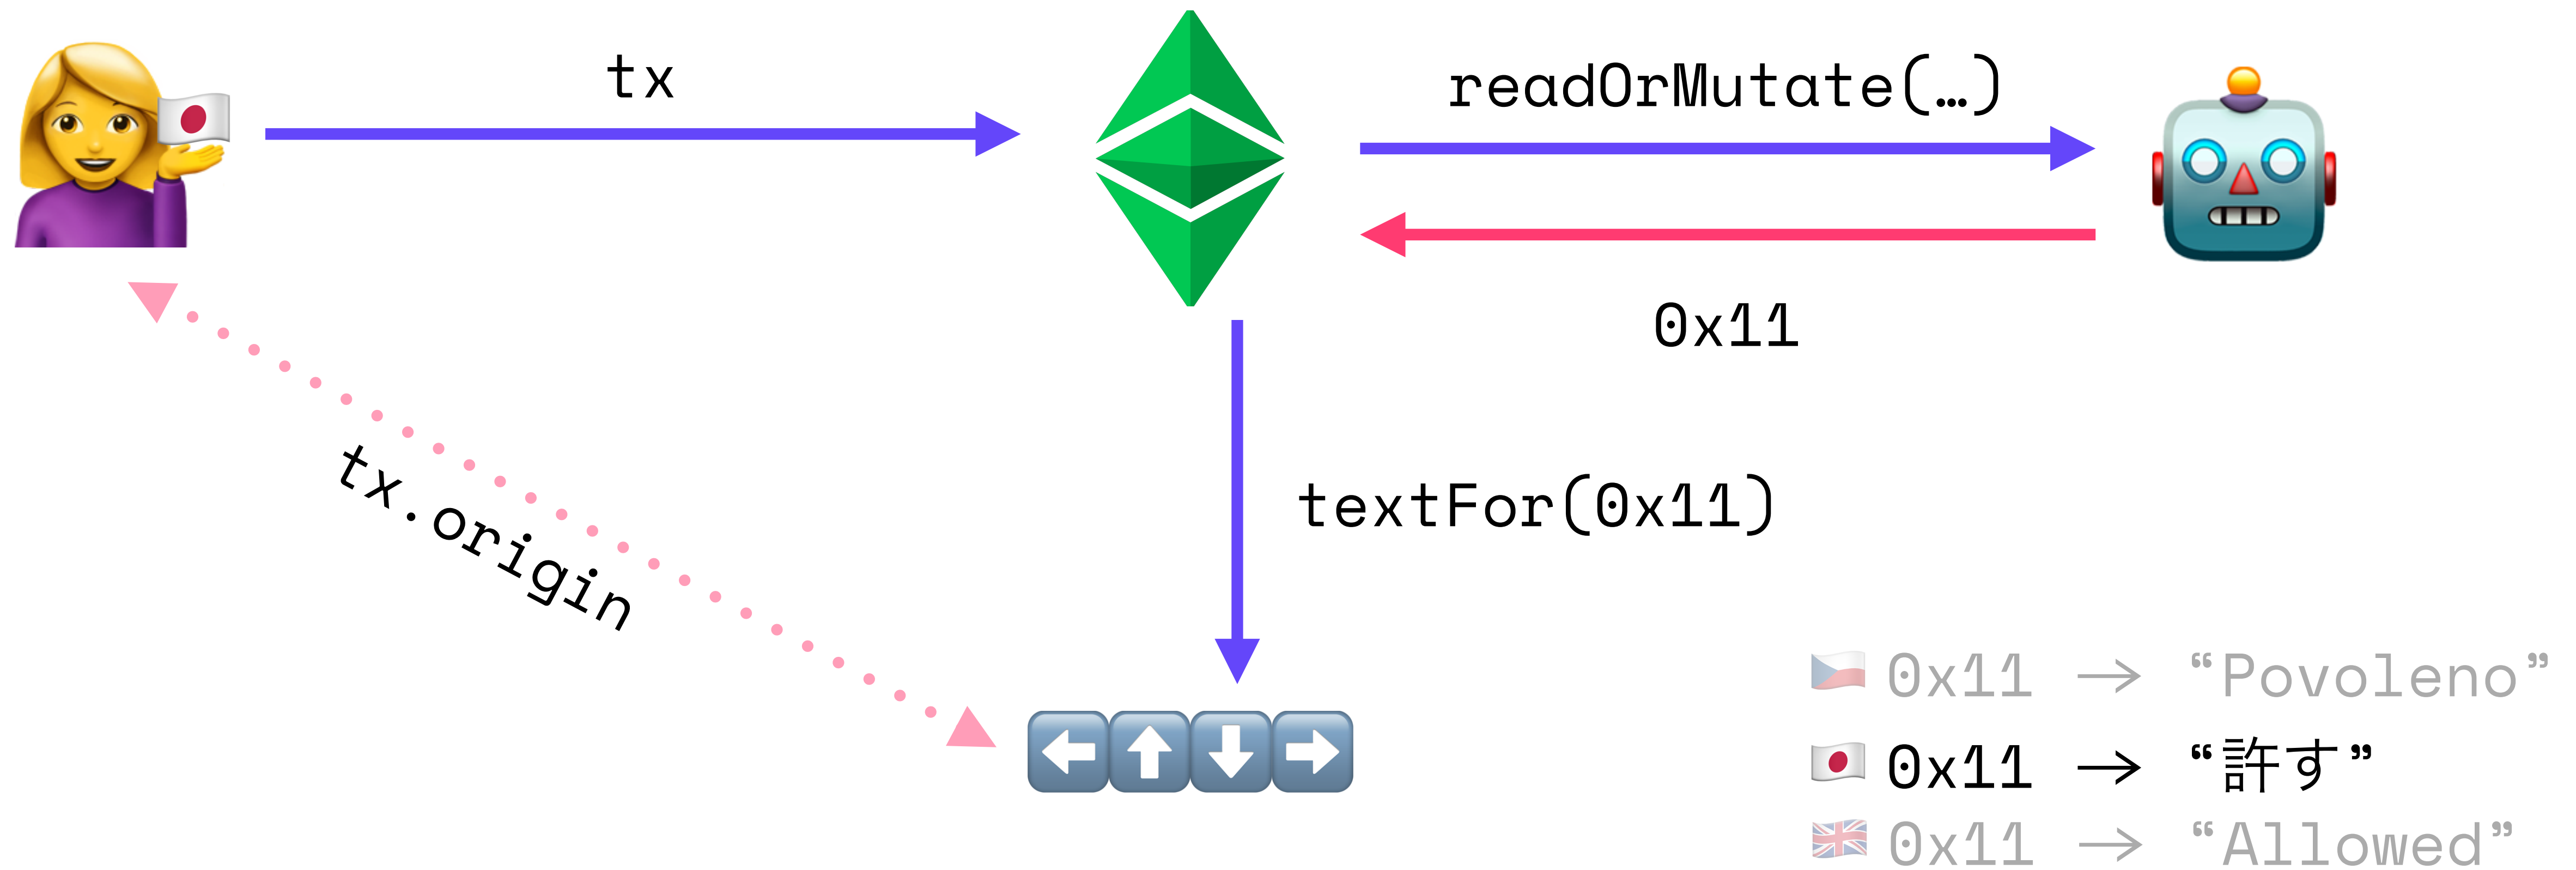 tx
readOrMutate(…)
0x11
tx.origin
textFor(0x11)
0x11 → “Povoleno”
0x11 → “許す”
0x11 → “Allowed”